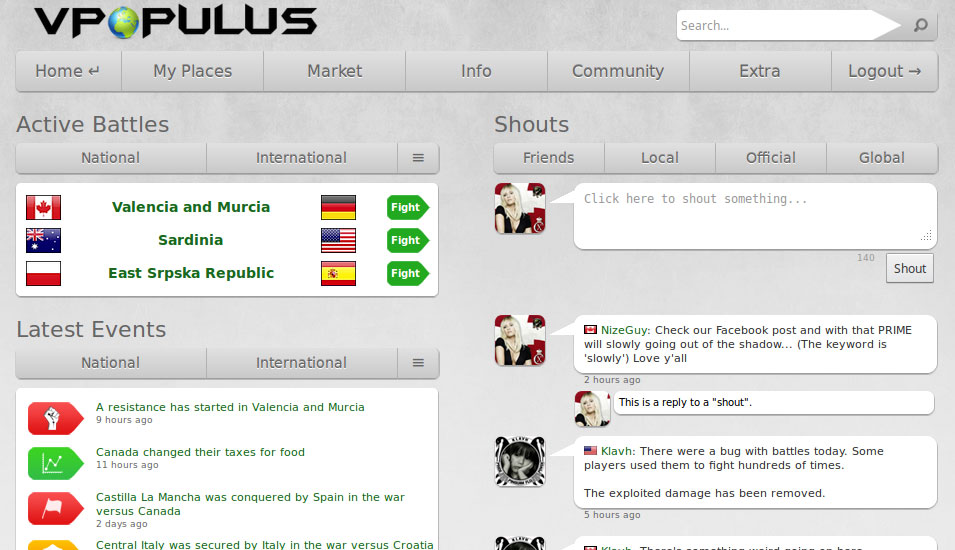 VPOPULUS
Search...
Home ↵
My Places
Market
Info
Community
Extra
Logout →
Active Battles
National
International
Valencia and Murcia
Fight
Sardinia
Fight
East Srpska Republic
Fight
Latest Events
National
International
A resistance has started in Valencia and Murcia
9 hours ago
Canada changed their taxes for food
11 hours ago
Castilla La Mancha was conquered by Spain in the war
versus Canada
2 days ago
Central Italy was secured by Italy in the war versus Croatia
Shouts
Friends
Local
Official
Global
Click here to shout something...
140
Shout
NizeGuy: Check our Facebook post and with that PRIME
will slowly going out of the shadow... (The keyword is
'slowly') Love y'all
2 hours ago
This is a reply to a "shout".
KLAVH
Klavh: There were a bug with battles today. Some
players used them to fight hundreds of times.
The exploited damage has been removed.
5 hours ago